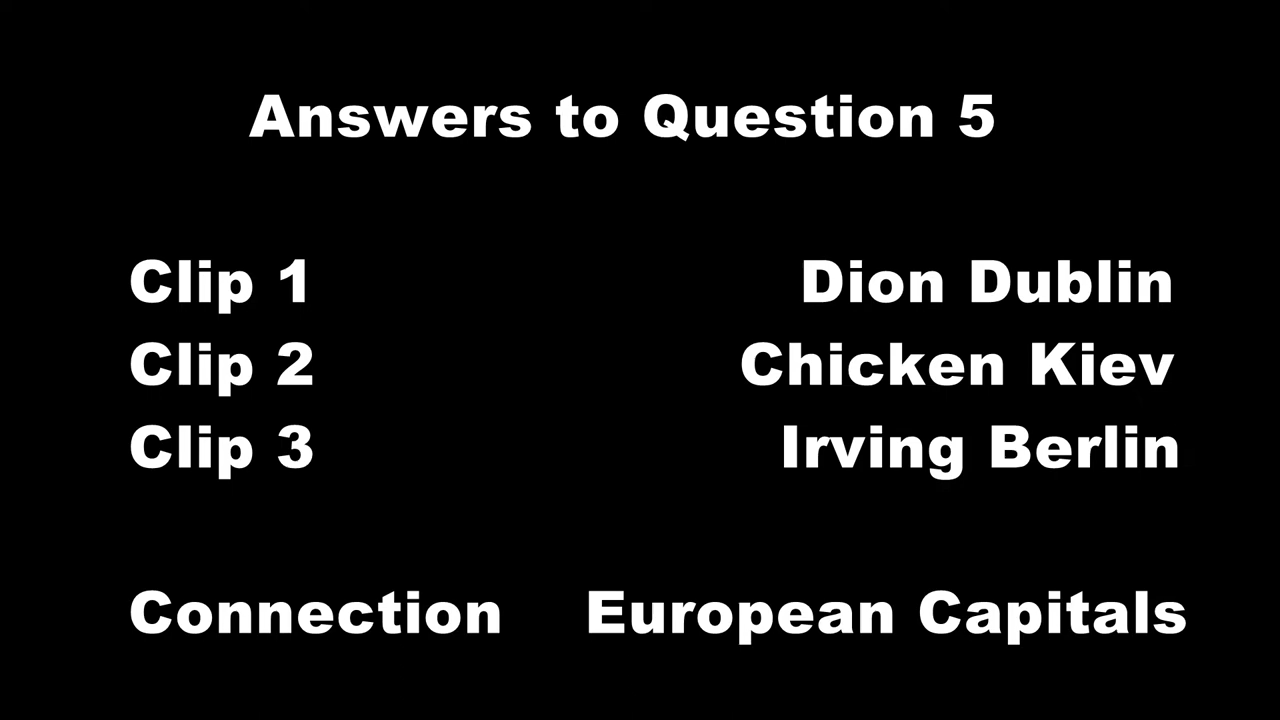 Answers to Question 5
Clip 1 Dion Dublin
Clip 2 Chicken Kiev
Clip 3 Irving Berlin
Connection European Capitals